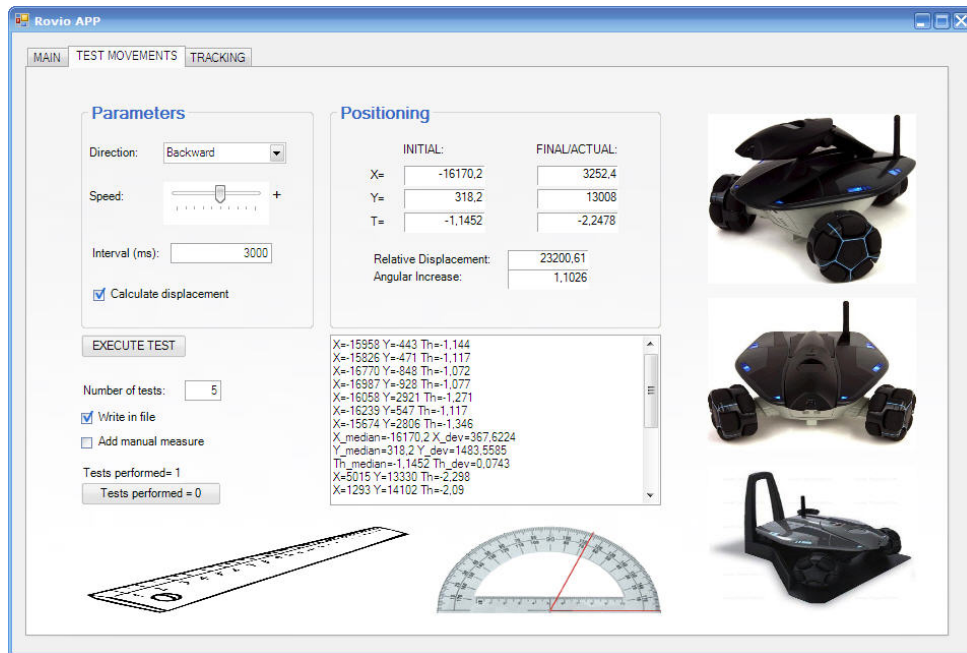 Rovio APP
MAIN TEST MOVEMENTS TRACKING
Parameters
Direction: Backward
Speed: +
Interval (ms): 3000
Calculate displacement
EXECUTE TEST
Number of tests: 5
Write in file
Add manual measure
Tests performed= 1
Tests performed = 0
Positioning
INITIAL: FINAL/ACTUAL:
X= -16170,2 3252,4
Y= 318,2 13008
T= -1,1452 -2,2478
Relative Displacement: 23200,61
Angular Increase: 1,1026
X=-15958 Y=-443 Th=-1,144
X=-15826 Y=-471 Th=-1,117
X=-16770 Y=-848 Th=-1,072
X=-16987 Y=-928 Th=-1,077
X=-16058 Y=2921 Th=-1,271
X=-16239 Y=547 Th=-1,117
X=-15674 Y=2806 Th=-1,346
X_median=-16170,2 X_dev=367,6224
Y_median=318,2 Y_dev=1483,5585
Th_median=-1,1452 Th_dev=0,0743
X=5015 Y=13330 Th=-2,298
X=1293 Y=14102 Th=-2,09